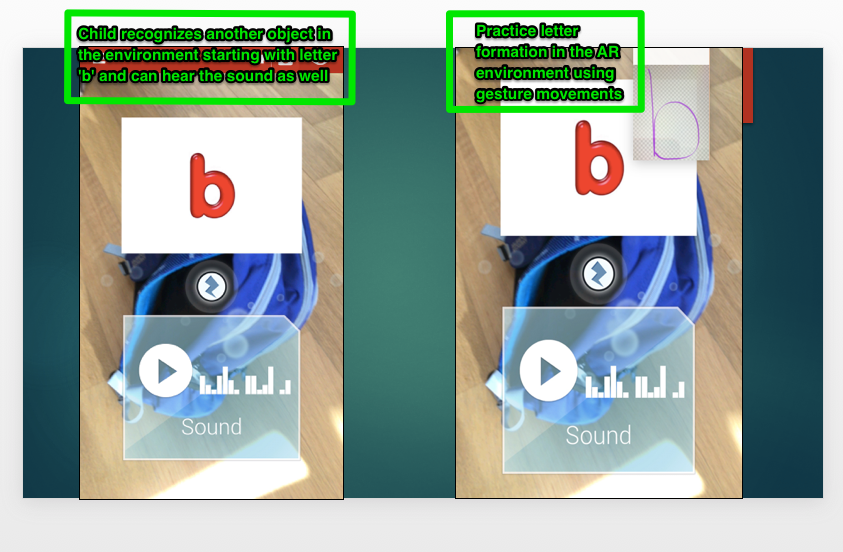 Child recognizes another object in
the environment starting with letter
'b' and can hear the sound as well
Practice letter
formation in the AR
environment using
gesture movements
b
b
b
Sound
Sound